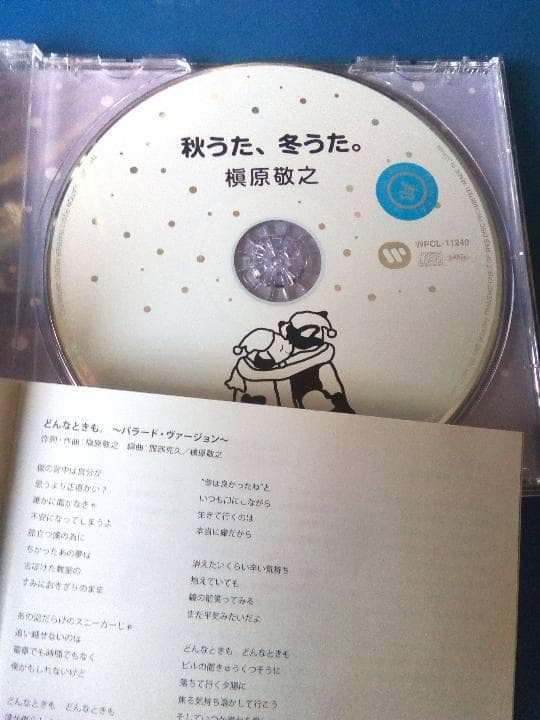 秋うた、冬うた。
槇原敬之
WPCL-11249
どんなときも。 〜バラード・ヴァージョン〜
作詞・作曲：槇原敬之 編曲：服部克久／槇原敬之
僕の背中は自分が
思うより正直かい？
誰かに聞かなきゃ
不安になってしまうよ
旅立つ僕の為に
ちかったあの夢は
古ぼけた教室の
すみにおきざりのまま
あの泥だらけのスニーカーじゃ
追い越せないのは
電車でも時間でもなく
僕かもしれないけど
どんなときも どんなときも
"昔は良かったね"と
いつも口にしながら
生きて行くのは
本当に嫌だから
消えたいくらい辛い気持ち
抱えていても
鏡の前笑ってみる
まだ平気みたいだよ
どんなときも どんなときも
ビルの間きゅうくつそうに
落ちて行く夕陽に
焦る気持ち溶かして行こう